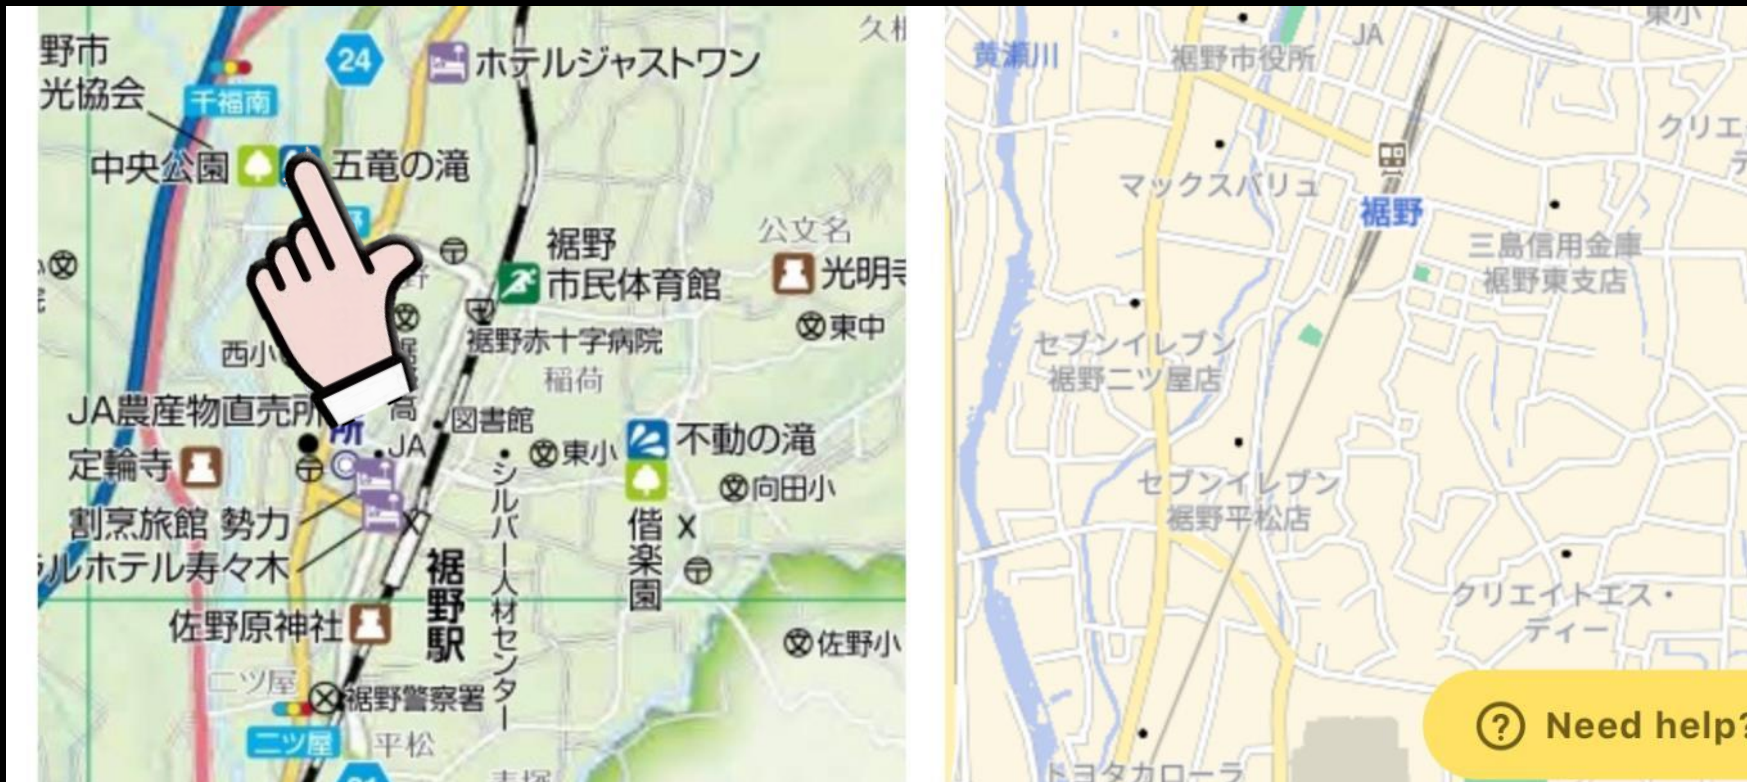 野市
光協会
24
ホテルジャストワン
千福南
中央公園
五竜の滝
公文名
裾野
市民体育館
東中
裾野赤十字病院
稲荷
西小
JA農産物直売所
高
図書館
所
JA
東小
不動の滝
定輪寺
向田小
割烹旅館 勢力
シルバー人材センター
偕楽園
ルホテル寿々木
裾野駅
佐野原神社
佐野小
二ツ屋
裾野警察署
二ツ屋
平松
黄瀬川
裾野市役所
JA
東小
クリエ
マックスバリュ
裾野
三島信用金庫
裾野東支店
セブンイレブン
裾野二ツ屋店
セブンイレブン
裾野平松店
クリエイトエス・
ディー
Need help?
トヨタカローラ